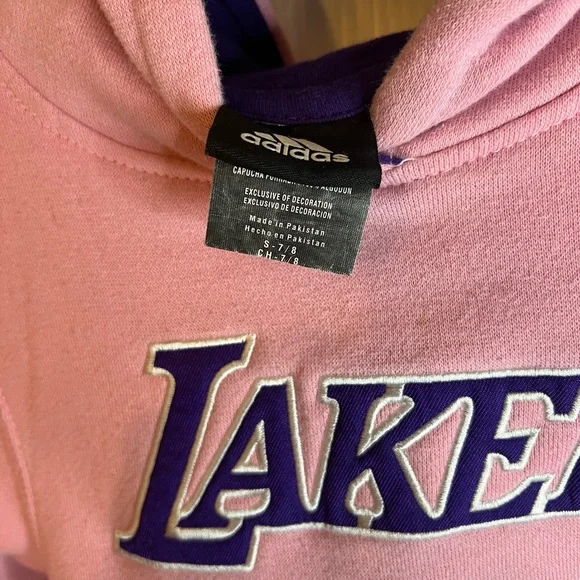 adidas
CAPUCHA ALGODON
EXCLUSIVE OF DECORATION
EXCLUSIVO DE DECORACION
Made in Pakistan
Hecho en Pakistan
S - 7/8
CH - 7/8
LAKE